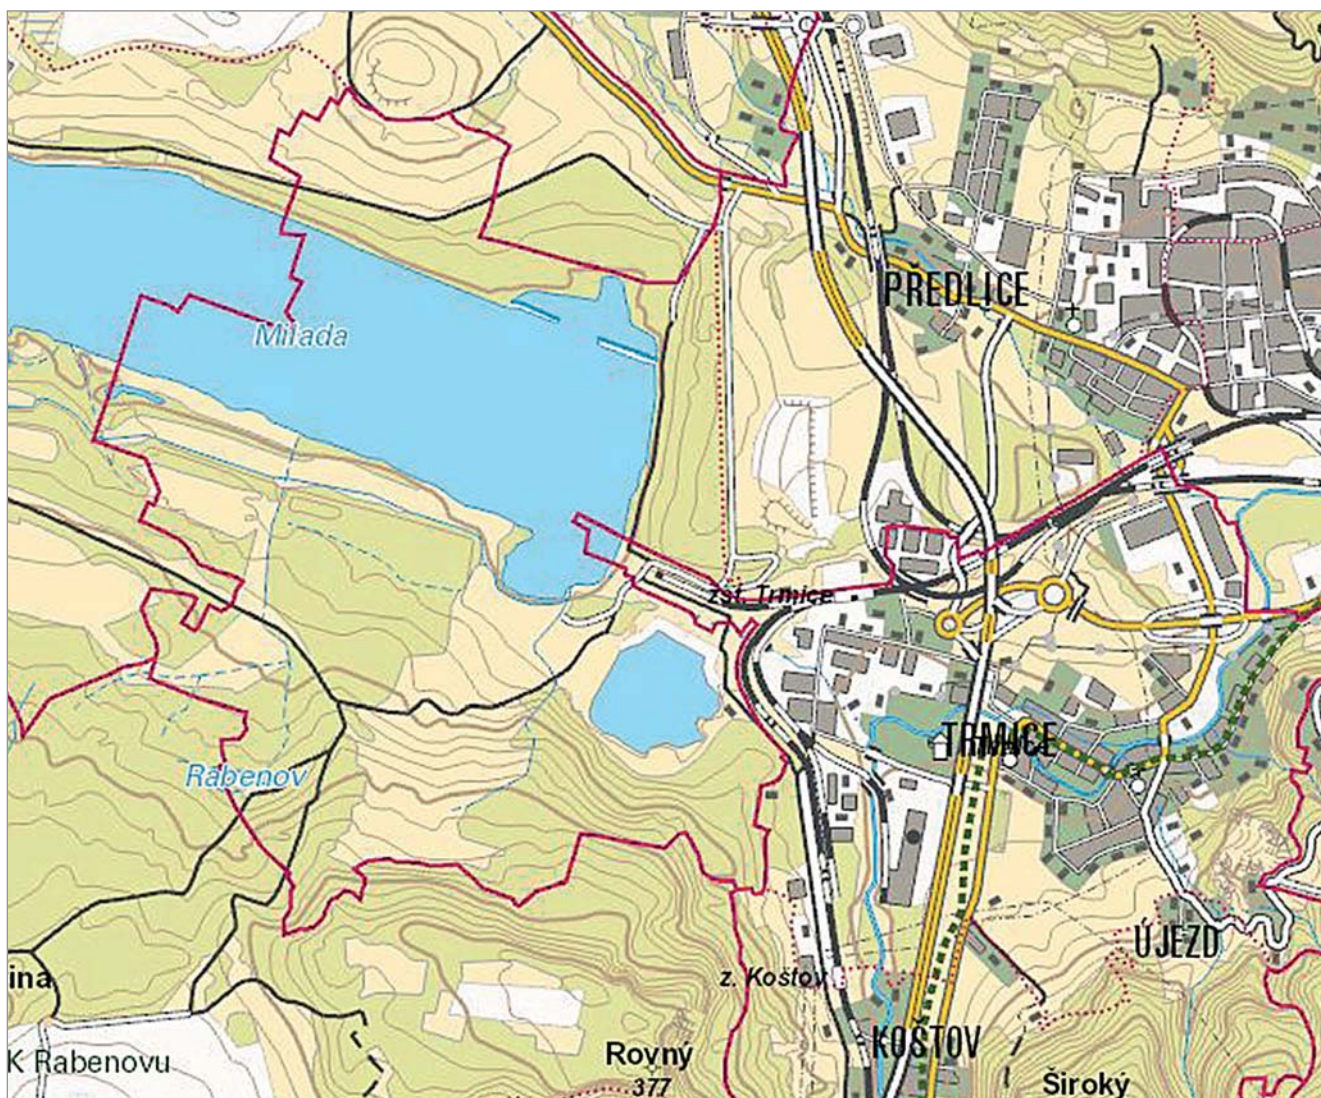 PŘEDLICE
Milada
zst. Trmice
TRMICE
Rabenov
ÚJEZD
ina
z. Koštov
KOŠTOV
Rovný
377
K Rabenovu
Široký